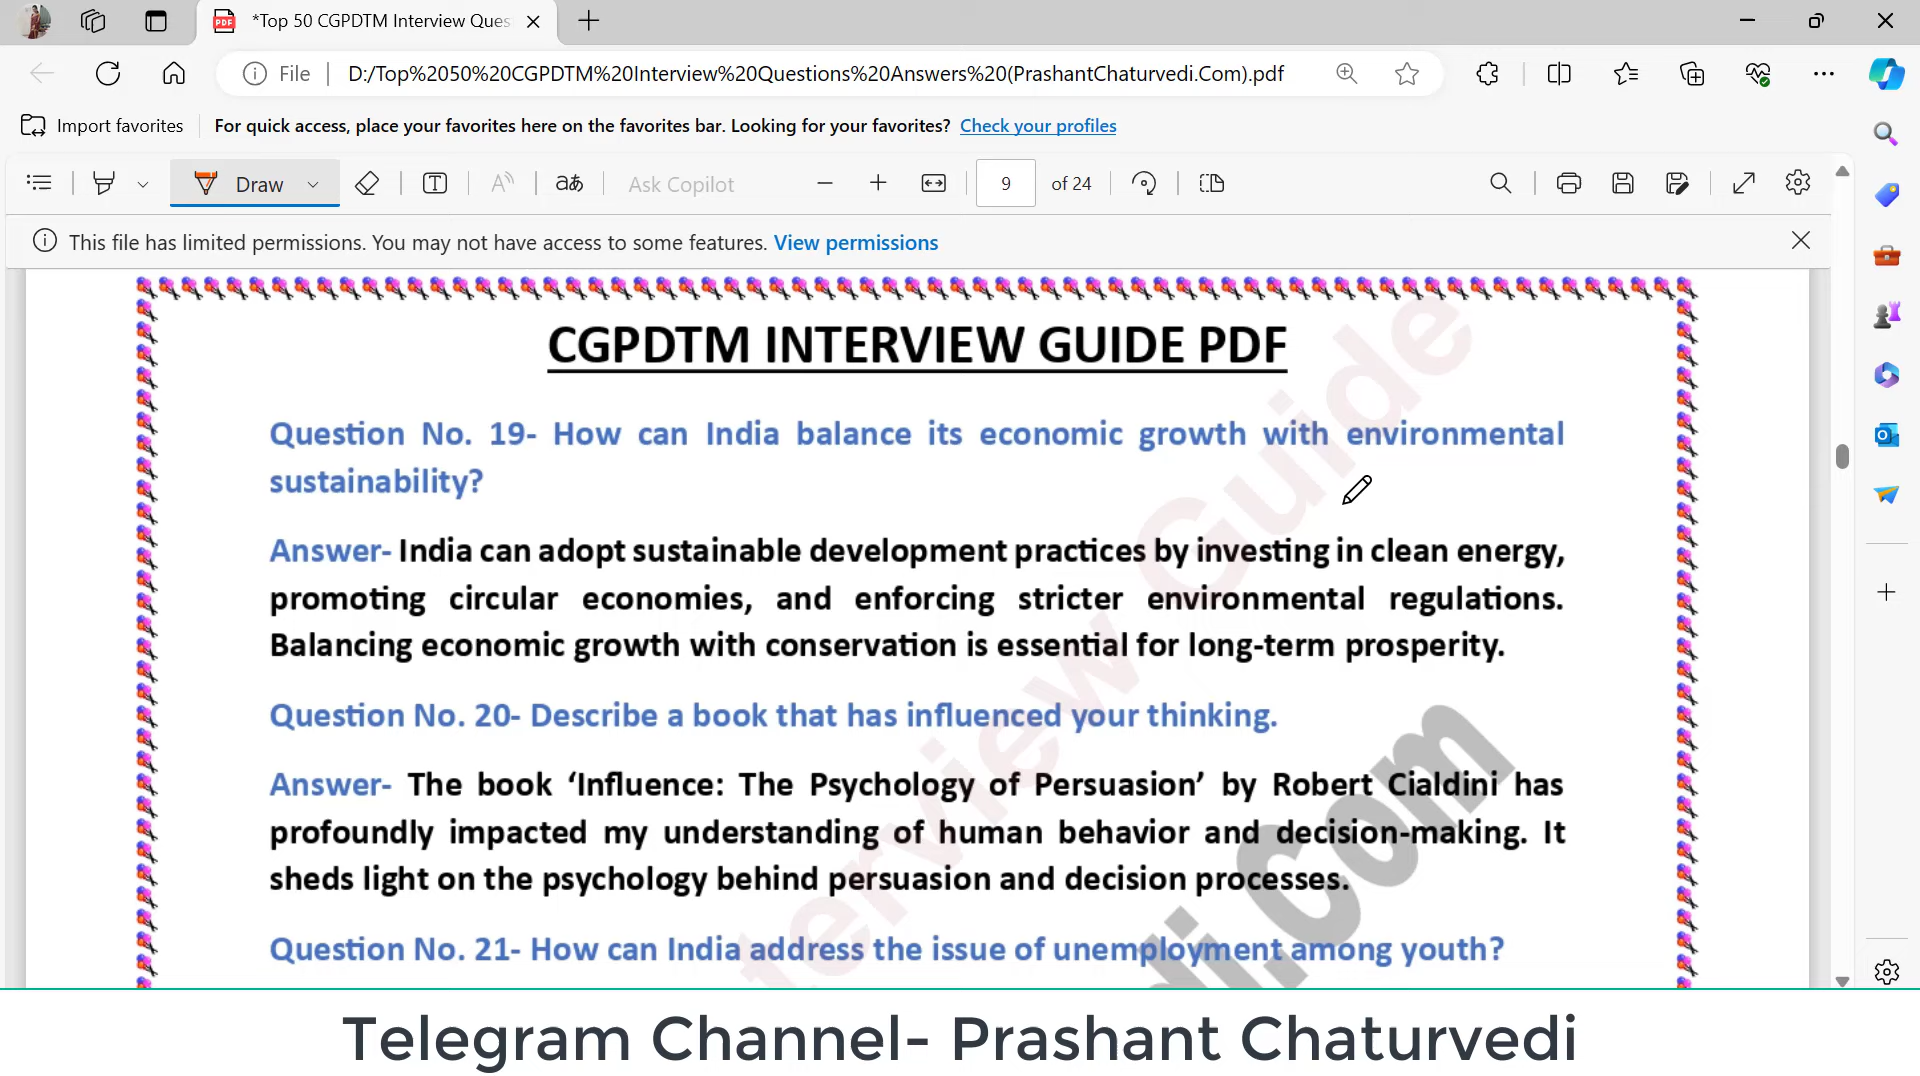 *Top 50 CGPDTM Interview Ques
File
D:/Top%2050%20CGPDTM%20Interview%20Questions%20Answers%20(PrashantChaturvedi.Com).pdf
Import favorites
For quick access, place your favorites here on the favorites bar. Looking for your favorites? Check your profiles
Draw
Ask Copilot
9 of 24
This file has limited permissions. You may not have access to some features. View permissions
CGPDTM INTERVIEW GUIDE PDF
Question No. 19- How can India balance its economic growth with environmental
sustainability?
Answer- India can adopt sustainable development practices by investing in clean energy,
promoting circular economies, and enforcing stricter environmental regulations.
Balancing economic growth with conservation is essential for long-term prosperity.
Question No. 20- Describe a book that has influenced your thinking.
Answer- The book ‘Influence: The Psychology of Persuasion’ by Robert Cialdini has
profoundly impacted my understanding of human behavior and decision-making. It
sheds light on the psychology behind persuasion and decision processes.
Question No. 21- How can India address the issue of unemployment among youth?
terview Guide
di.Com
Telegram Channel- Prashant Chaturvedi